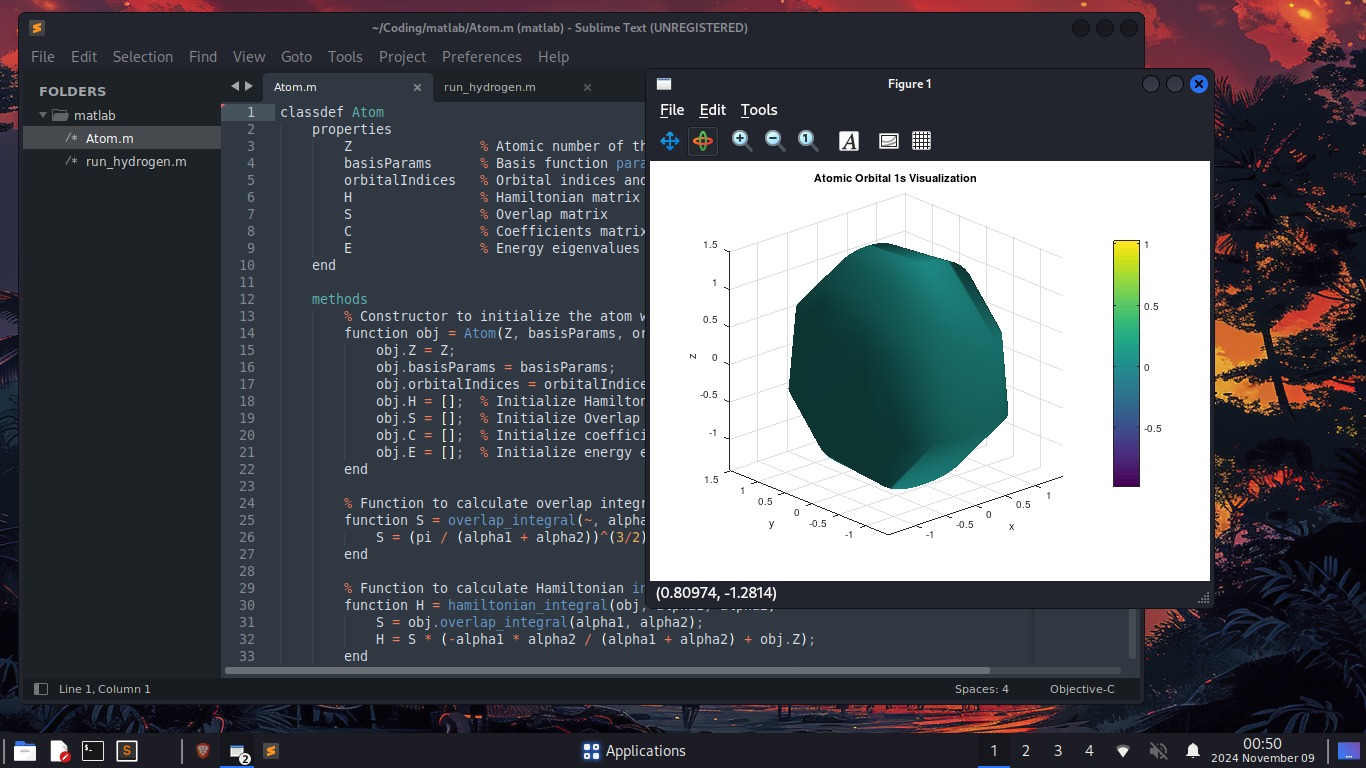 ~/Coding/matlab/Atom.m (matlab) - Sublime Text (UNREGISTERED)
File Edit Selection Find View Goto Tools Project Preferences Help
FOLDERS
matlab
/* Atom.m
/* run_hydrogen.m
Atom.m ×
run_hydrogen.m ×
1 classdef Atom
2 properties
3 Z % Atomic number of th
4 basisParams % Basis function para
5 orbitalIndices % Orbital indices and
6 H % Hamiltonian matrix
7 S % Overlap matrix
8 C % Coefficients matrix
9 E % Energy eigenvalues
10 end
11
12 methods
13 % Constructor to initialize the atom w
14 function obj = Atom(Z, basisParams, or
15 obj.Z = Z;
16 obj.basisParams = basisParams;
17 obj.orbitalIndices = orbitalIndice
18 obj.H = []; % Initialize Hamilton
19 obj.S = []; % Initialize Overlap
20 obj.C = []; % Initialize coeffici
21 obj.E = []; % Initialize energy e
22 end
23
24 % Function to calculate overlap integr
25 function S = overlap_integral(~, alpha
26 S = (pi / (alpha1 + alpha2))^(3/2)
27 end
28
29 % Function to calculate Hamiltonian in
30 function H = hamiltonian_integral(obj,
31 S = obj.overlap_integral(alpha1, alpha2);
32 H = S * (-alpha1 * alpha2 / (alpha1 + alpha2) + obj.Z);
33 end
Line 1, Column 1
Spaces: 4
Objective-C
Figure 1
File Edit Tools
1
A
Atomic Orbital 1s Visualization
1.5
1
0.5
0
-0.5
-1
z
1.5
1
0.5
0
-0.5
-1
y
-1
-0.5
0
0.5
1
x
1
0.5
0
-0.5
(0.80974, -1.2814)
S
2
Applications
1 2 3 4
00:50
2024 November 09